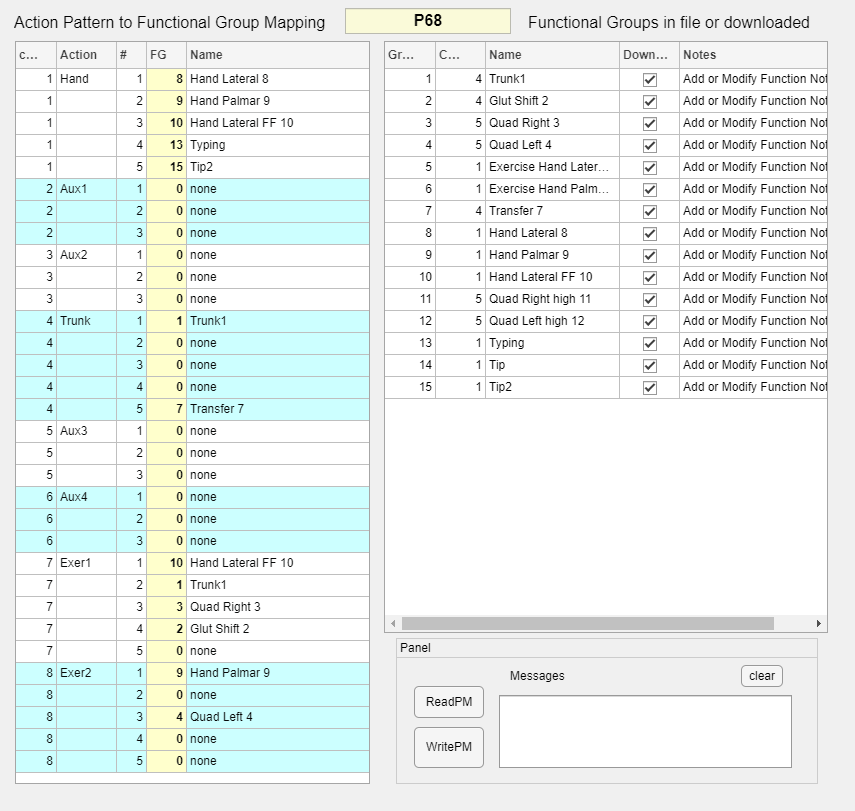 Action Pattern to Functional Group Mapping P68 Functional Groups in file or downloaded
c... Action # FG Name
1 Hand 1 8 Hand Lateral 8
1 2 9 Hand Palmar 9
1 3 10 Hand Lateral FF 10
1 4 13 Typing
1 5 15 Tip2
2 Aux1 1 0 none
2 2 0 none
2 3 0 none
3 Aux2 1 0 none
3 2 0 none
3 3 0 none
4 Trunk 1 1 Trunk1
4 2 0 none
4 3 0 none
4 4 0 none
4 5 7 Transfer 7
5 Aux3 1 0 none
5 2 0 none
5 3 0 none
6 Aux4 1 0 none
6 2 0 none
6 3 0 none
7 Exer1 1 10 Hand Lateral FF 10
7 2 1 Trunk1
7 3 3 Quad Right 3
7 4 2 Glut Shift 2
7 5 0 none
8 Exer2 1 9 Hand Palmar 9
8 2 0 none
8 3 4 Quad Left 4
8 4 0 none
8 5 0 none
Gr... C... Name Down... Notes
1 4 Trunk1 Add or Modify Function Not
2 4 Glut Shift 2 Add or Modify Function Not
3 5 Quad Right 3 Add or Modify Function Not
4 5 Quad Left 4 Add or Modify Function Not
5 1 Exercise Hand Later... Add or Modify Function Not
6 1 Exercise Hand Palm... Add or Modify Function Not
7 4 Transfer 7 Add or Modify Function Not
8 1 Hand Lateral 8 Add or Modify Function Not
9 1 Hand Palmar 9 Add or Modify Function Not
10 1 Hand Lateral FF 10 Add or Modify Function Not
11 5 Quad Right high 11 Add or Modify Function Not
12 5 Quad Left high 12 Add or Modify Function Not
13 1 Typing Add or Modify Function Not
14 1 Tip Add or Modify Function Not
15 1 Tip2 Add or Modify Function Not
Panel
Messages clear
ReadPM
WritePM